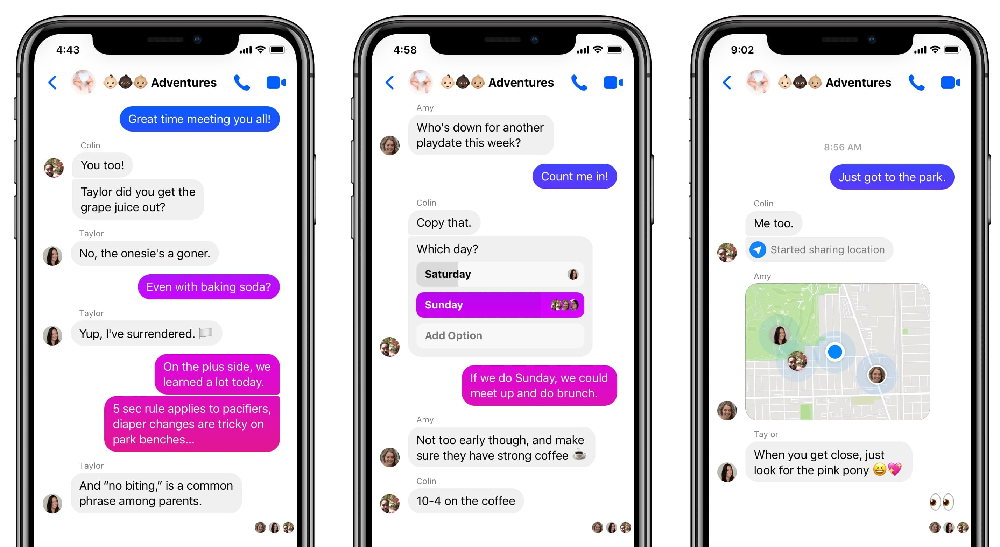 4:43
👶🏻👶🏿👶🏼 Adventures
Great time meeting you all!
Colin
You too!
Taylor did you get the
grape juice out?
Taylor
No, the onesie's a goner.
Even with baking soda?
Taylor
Yup, I've surrendered. 🏳️
On the plus side, we
learned a lot today.
5 sec rule applies to pacifiers,
diaper changes are tricky on
park benches...
Taylor
And “no biting,” is a common
phrase among parents.
4:58
👶🏻👶🏿👶🏼 Adventures
Amy
Who's down for another
playdate this week?
Count me in!
Colin
Copy that.
Which day?
Saturday
Sunday
Add Option
If we do Sunday, we could
meet up and do brunch.
Amy
Not too early though, and make
sure they have strong coffee ☕
Colin
10-4 on the coffee
9:02
👶🏻👶🏿👶🏼 Adventures
8:56 AM
Just got to the park.
Colin
Me too.
Started sharing location
Amy
Taylor
When you get close, just
look for the pink pony 😆💖
👀